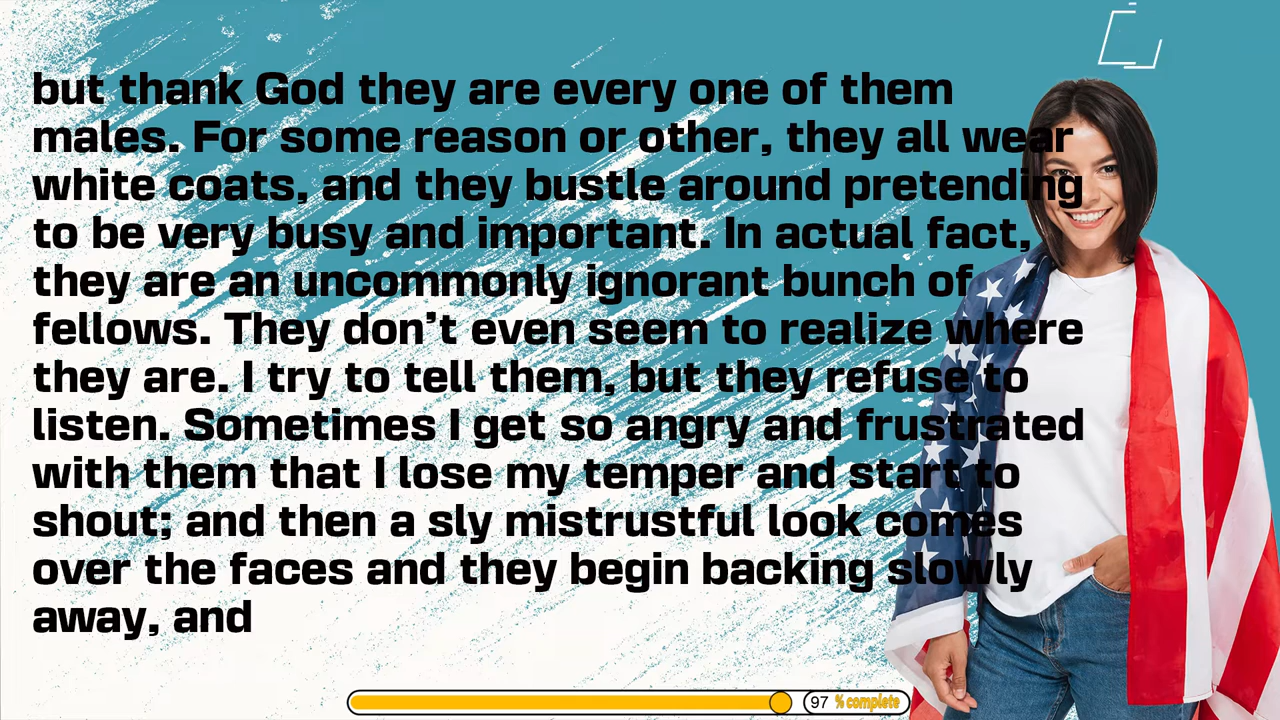 but thank God they are every one of them
males. For some reason or other, they all wear
white coats, and they bustle around pretending
to be very busy and important. In actual fact,
they are an uncommonly ignorant bunch of
fellows. They don’t even seem to realize where
they are. I try to tell them, but they refuse to
listen. Sometimes I get so angry and frustrated
with them that I lose my temper and start to
shout; and then a sly mistrustful look comes
over the faces and they begin backing slowly
away, and
97 % complete